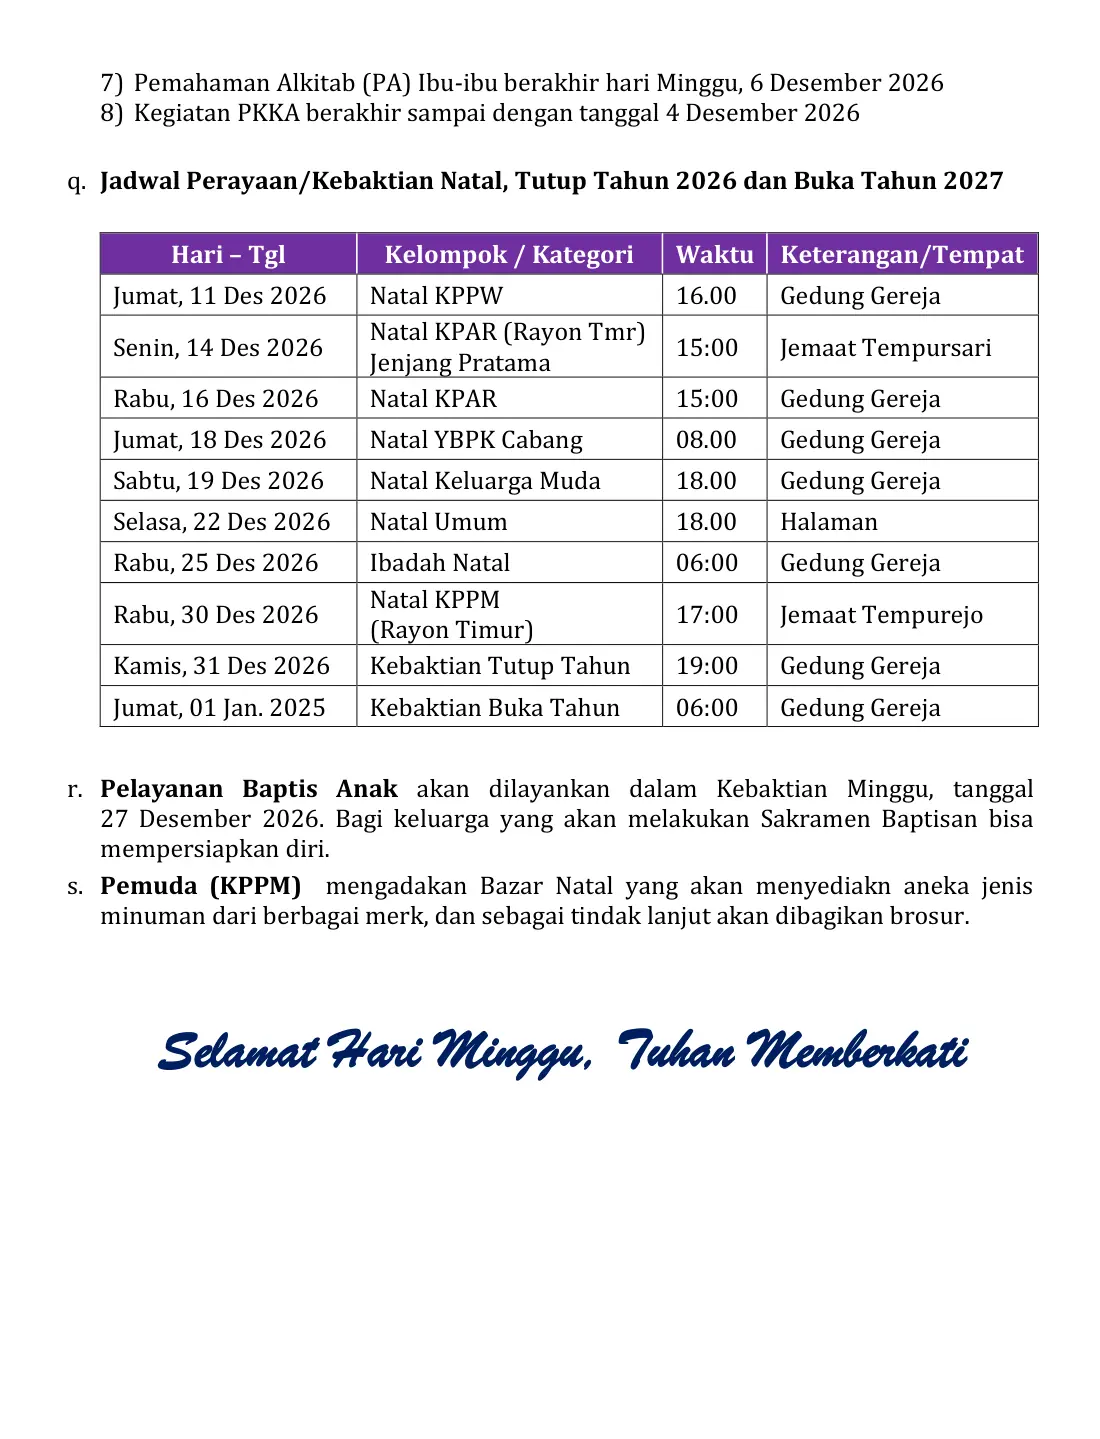 7) Pemahaman Alkitab (PA) Ibu-ibu berakhir hari Minggu, 6 Desember 2026
8) Kegiatan PKKA berakhir sampai dengan tanggal 4 Desember 2026
q. Jadwal Perayaan/Kebaktian Natal, Tutup Tahun 2026 dan Buka Tahun 2027
Hari – Tgl Kelompok / Kategori Waktu Keterangan/Tempat
Jumat, 11 Des 2026 Natal KPPW 16.00 Gedung Gereja
Senin, 14 Des 2026 Natal KPAR (Rayon Tmr) Jenjang Pratama 15:00 Jemaat Tempursari
Rabu, 16 Des 2026 Natal KPAR 15:00 Gedung Gereja
Jumat, 18 Des 2026 Natal YBPK Cabang 08.00 Gedung Gereja
Sabtu, 19 Des 2026 Natal Keluarga Muda 18.00 Gedung Gereja
Selasa, 22 Des 2026 Natal Umum 18.00 Halaman
Rabu, 25 Des 2026 Ibadah Natal 06:00 Gedung Gereja
Rabu, 30 Des 2026 Natal KPPM (Rayon Timur) 17:00 Jemaat Tempurejo
Kamis, 31 Des 2026 Kebaktian Tutup Tahun 19:00 Gedung Gereja
Jumat, 01 Jan. 2025 Kebaktian Buka Tahun 06:00 Gedung Gereja
r. Pelayanan Baptis Anak akan dilayankan dalam Kebaktian Minggu, tanggal
27 Desember 2026. Bagi keluarga yang akan melakukan Sakramen Baptisan bisa
mempersiapkan diri.
s. Pemuda (KPPM) mengadakan Bazar Natal yang akan menyediakn aneka jenis
minuman dari berbagai merk, dan sebagai tindak lanjut akan dibagikan brosur.
Selamat Hari Minggu, Tuhan Memberkati